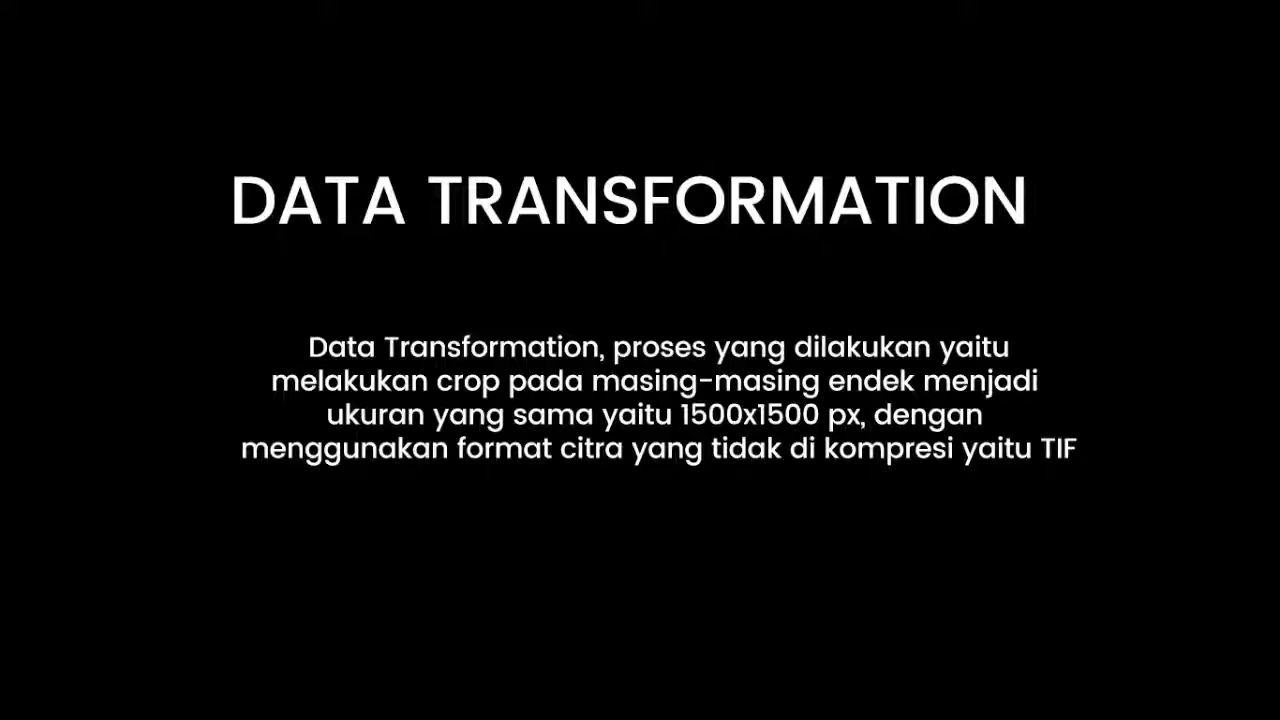 DATA TRANSFORMATION
Data Transformation, proses yang dilakukan yaitu
melakukan crop pada masing-masing endek menjadi
ukuran yang sama yaitu 1500x1500 px, dengan
menggunakan format citra yang tidak di kompresi yaitu TIF